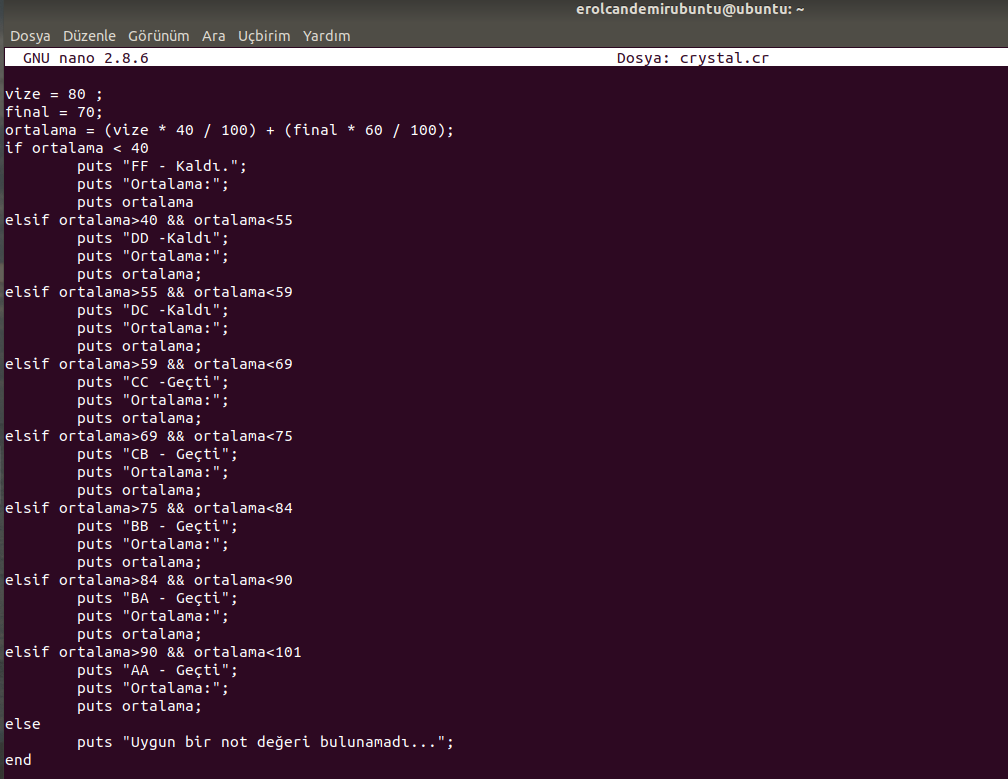 erolcandemirubuntu@ubuntu: ~
Dosya Düzenle Görünüm Ara Uçbirim Yardım
GNU nano 2.8.6 Dosya: crystal.cr
vize = 80 ;
final = 70;
ortalama = (vize * 40 / 100) + (final * 60 / 100);
if ortalama < 40
        puts "FF - Kaldı.";
        puts "Ortalama:";
        puts ortalama
elsif ortalama>40 && ortalama<55
        puts "DD -Kaldı";
        puts "Ortalama:";
        puts ortalama;
elsif ortalama>55 && ortalama<59
        puts "DC -Kaldı";
        puts "Ortalama:";
        puts ortalama;
elsif ortalama>59 && ortalama<69
        puts "CC -Geçti";
        puts "Ortalama:";
        puts ortalama;
elsif ortalama>69 && ortalama<75
        puts "CB - Geçti";
        puts "Ortalama:";
        puts ortalama;
elsif ortalama>75 && ortalama<84
        puts "BB - Geçti";
        puts "Ortalama:";
        puts ortalama;
elsif ortalama>84 && ortalama<90
        puts "BA - Geçti";
        puts "Ortalama:";
        puts ortalama;
elsif ortalama>90 && ortalama<101
        puts "AA - Geçti";
        puts "Ortalama:";
        puts ortalama;
else
        puts "Uygun bir not değeri bulunamadı...";
end